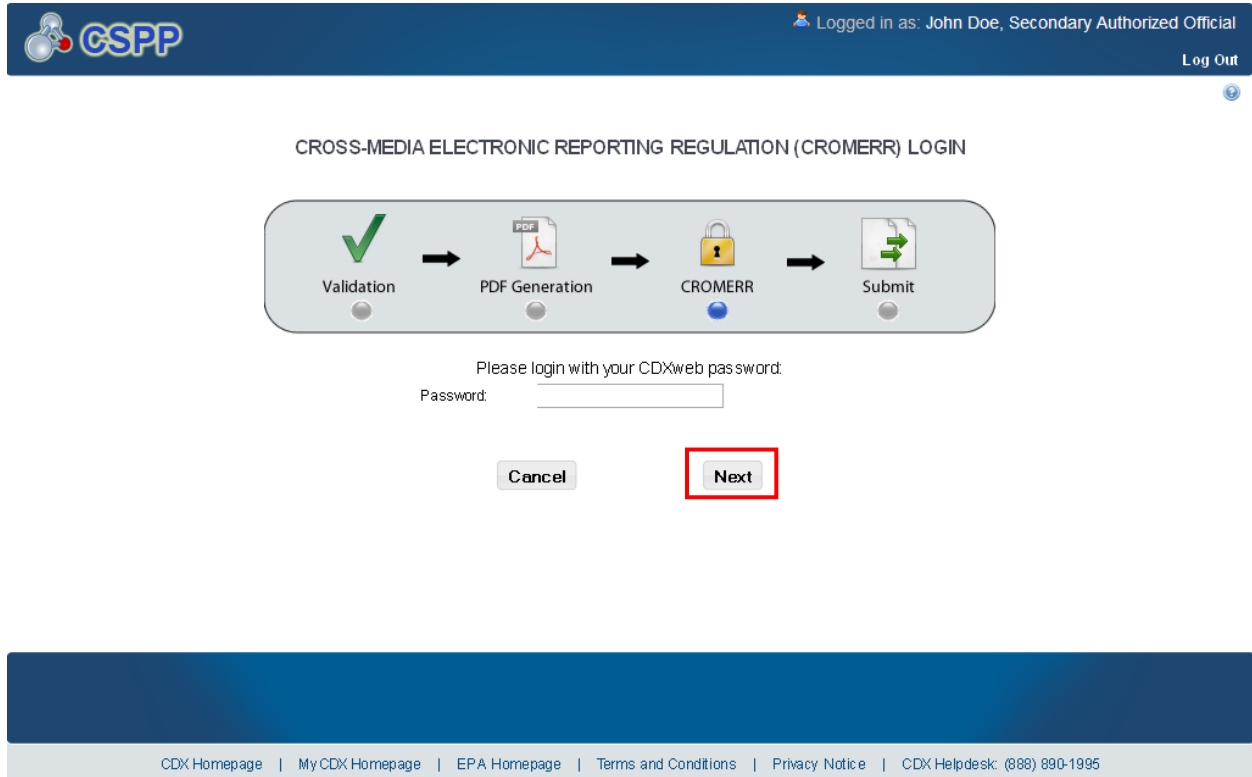 CSPP
Logged in as: John Doe, Secondary Authorized Official
Log Out
?
CROSS-MEDIA ELECTRONIC REPORTING REGULATION (CROMERR) LOGIN
PDF
Validation PDF Generation CROMERR Submit
Please login with your CDXweb password:
Password:
Cancel Next
CDX Homepage | MyCDX Homepage | EPA Homepage | Terms and Conditions | Privacy Notice | CDX Helpdesk: (888) 890-1995